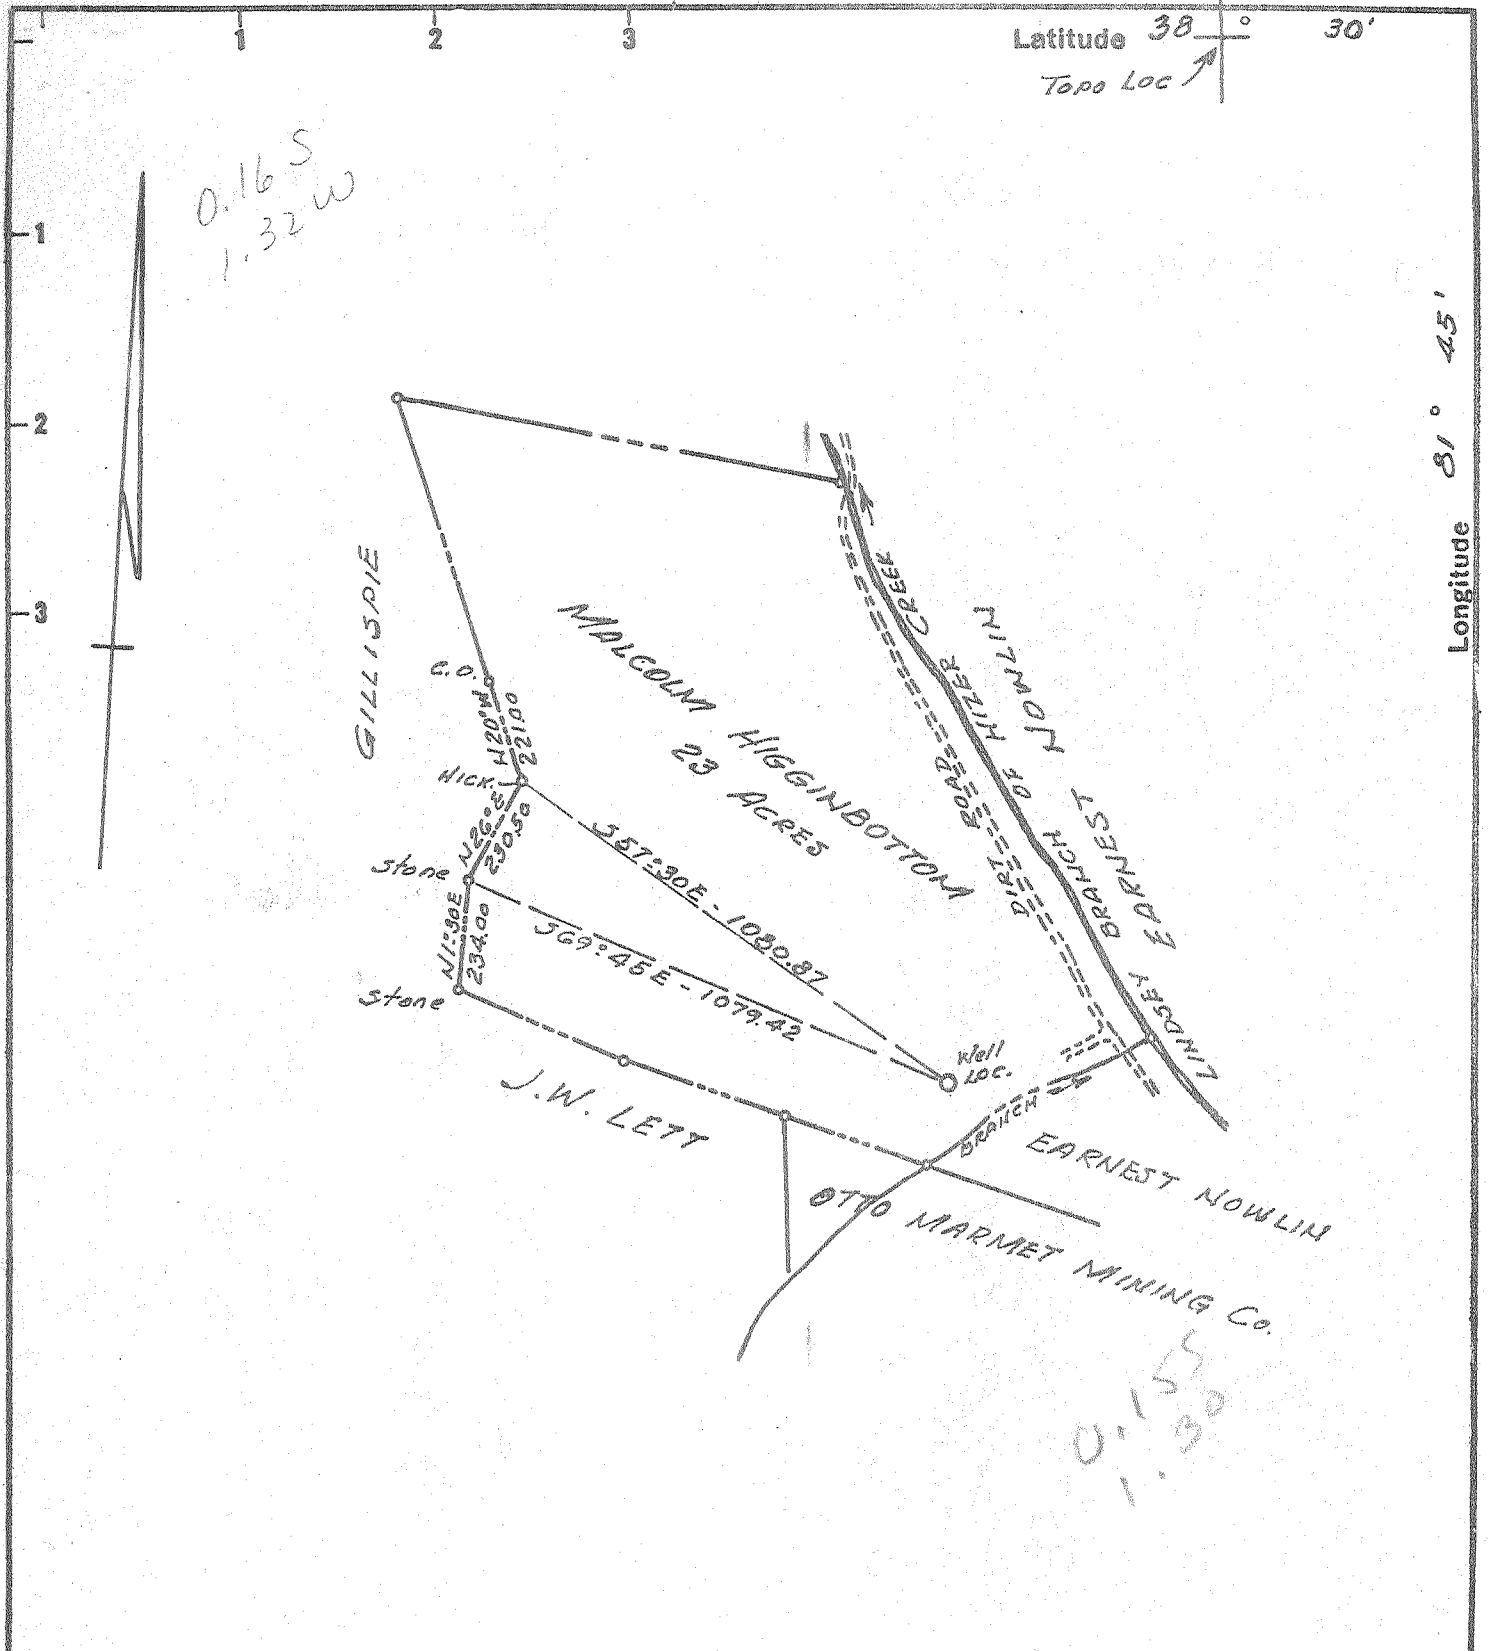 1 2 3
Latitude 38° 30'
Topo Loc
0.16 S
1.32 W
1
2
3
Longitude 81° 45'
GILLISPIE
C.O.
N20°W
221.00
HICK.
N26°E
230.50
Stone
N1°30E
234.00
Stone
MALCOLM HIGGINBOTTOM
23 ACRES
S57°30E - 1080.87
S69°45E - 1079.42
DIRT ROAD
LINDSEY BRANCH OF HIZER CREEK
EARNEST NOWLIN
Well
LOC.
BRANCH
J.W. LETT
EARNEST NOWLIN
OTTO MARMET MINING Co.
0.15 S
1.30